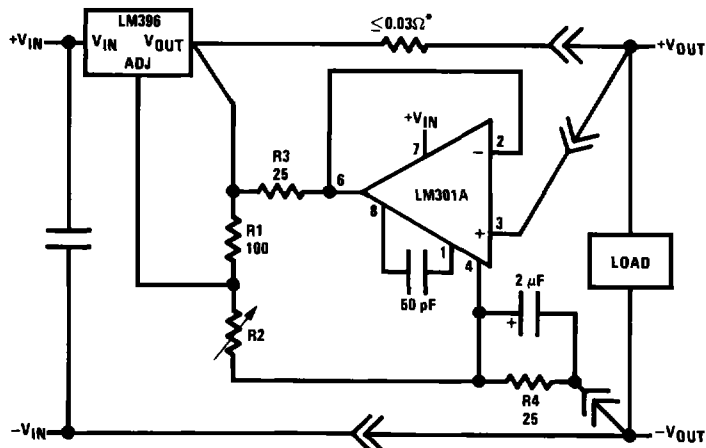 LM396
+VIN
VIN
VOUT
ADJ
≤0.03Ω*
+VOUT
+VIN
7
2
−
R3
25
6
LM301A
+
3
8
1
4
R1
100
50 pF
2 μF
+
LOAD
R2
R4
25
−VIN
−VOUT